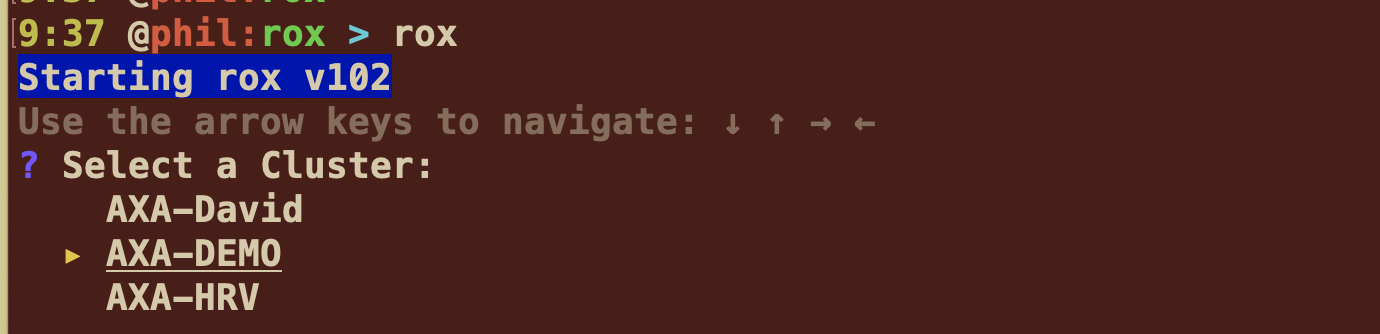 9:37 @phil:rox > rox
Starting rox v102
Use the arrow keys to navigate: ↓ ↑ → ←
? Select a Cluster:
AXA-David
▸ AXA-DEMO
AXA-HRV